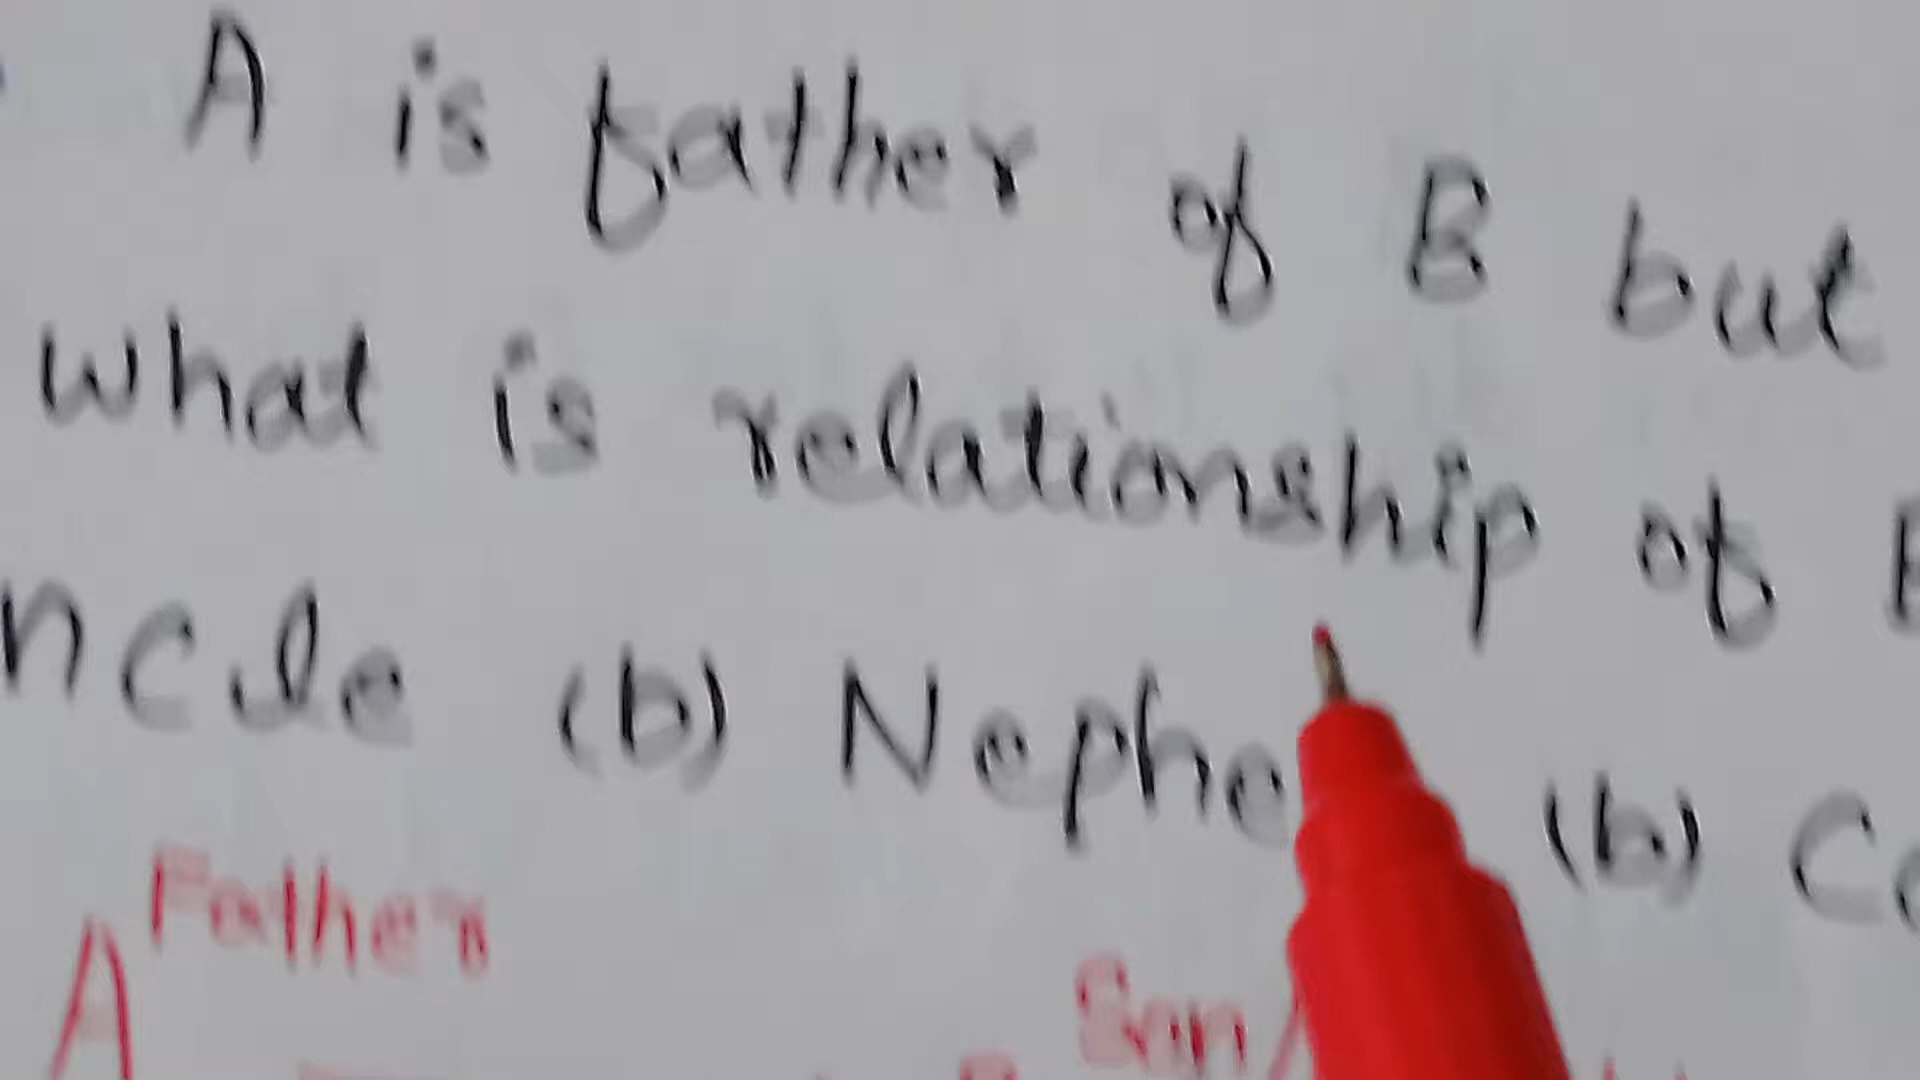 A is father of B but
what is relationship of
ncle (b) Nephe (b) C
Father
A
Son